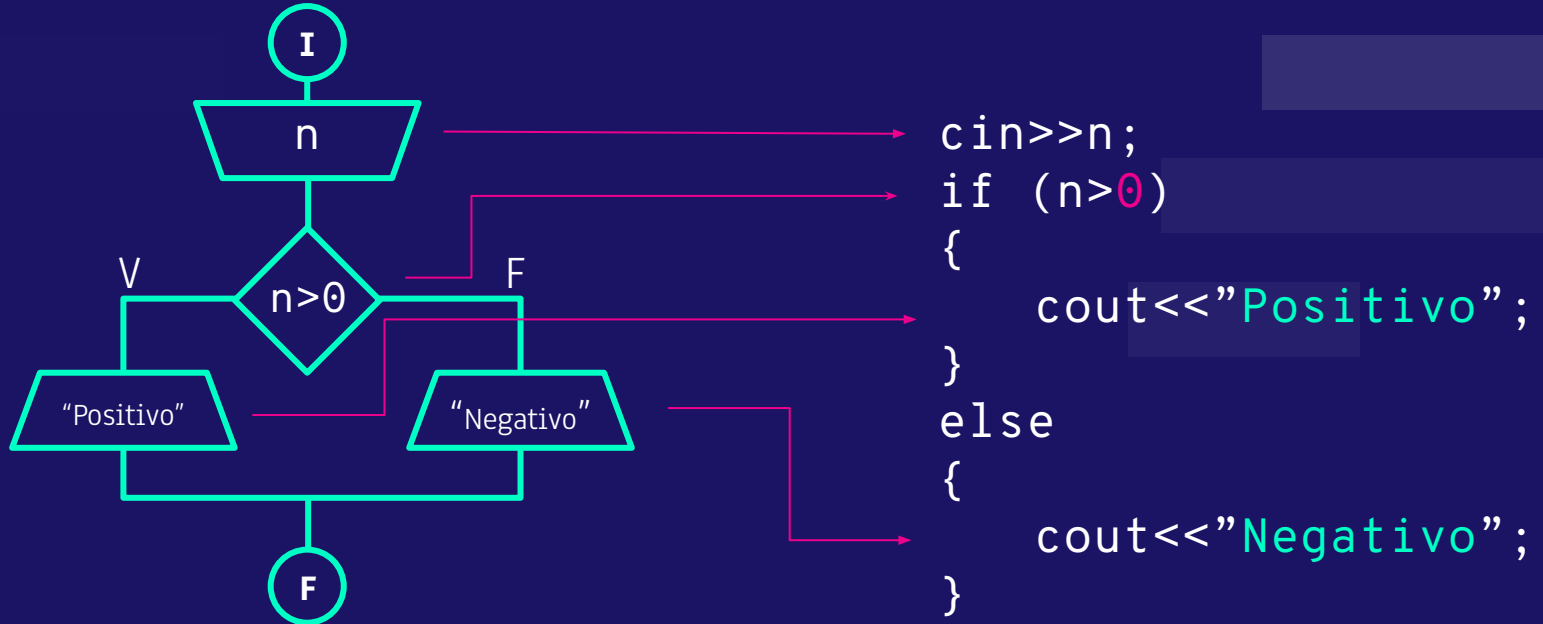 I
n
n>0
V
F
“Positivo”
“Negativo”
F
cin>>n;
if (n>0)
{
cout<<”Positivo”;
}
else
{
cout<<”Negativo”;
}